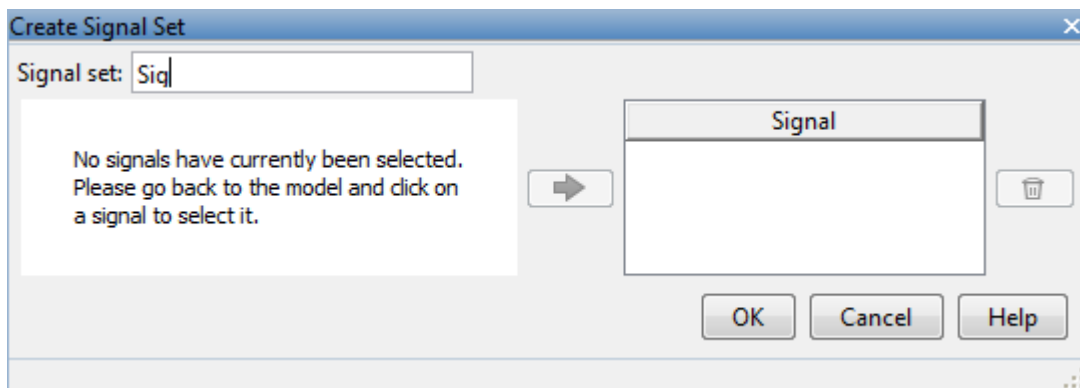 Create Signal Set
Signal set: Sig
Signal
No signals have currently been selected.
Please go back to the model and click on
a signal to select it.
OK Cancel Help